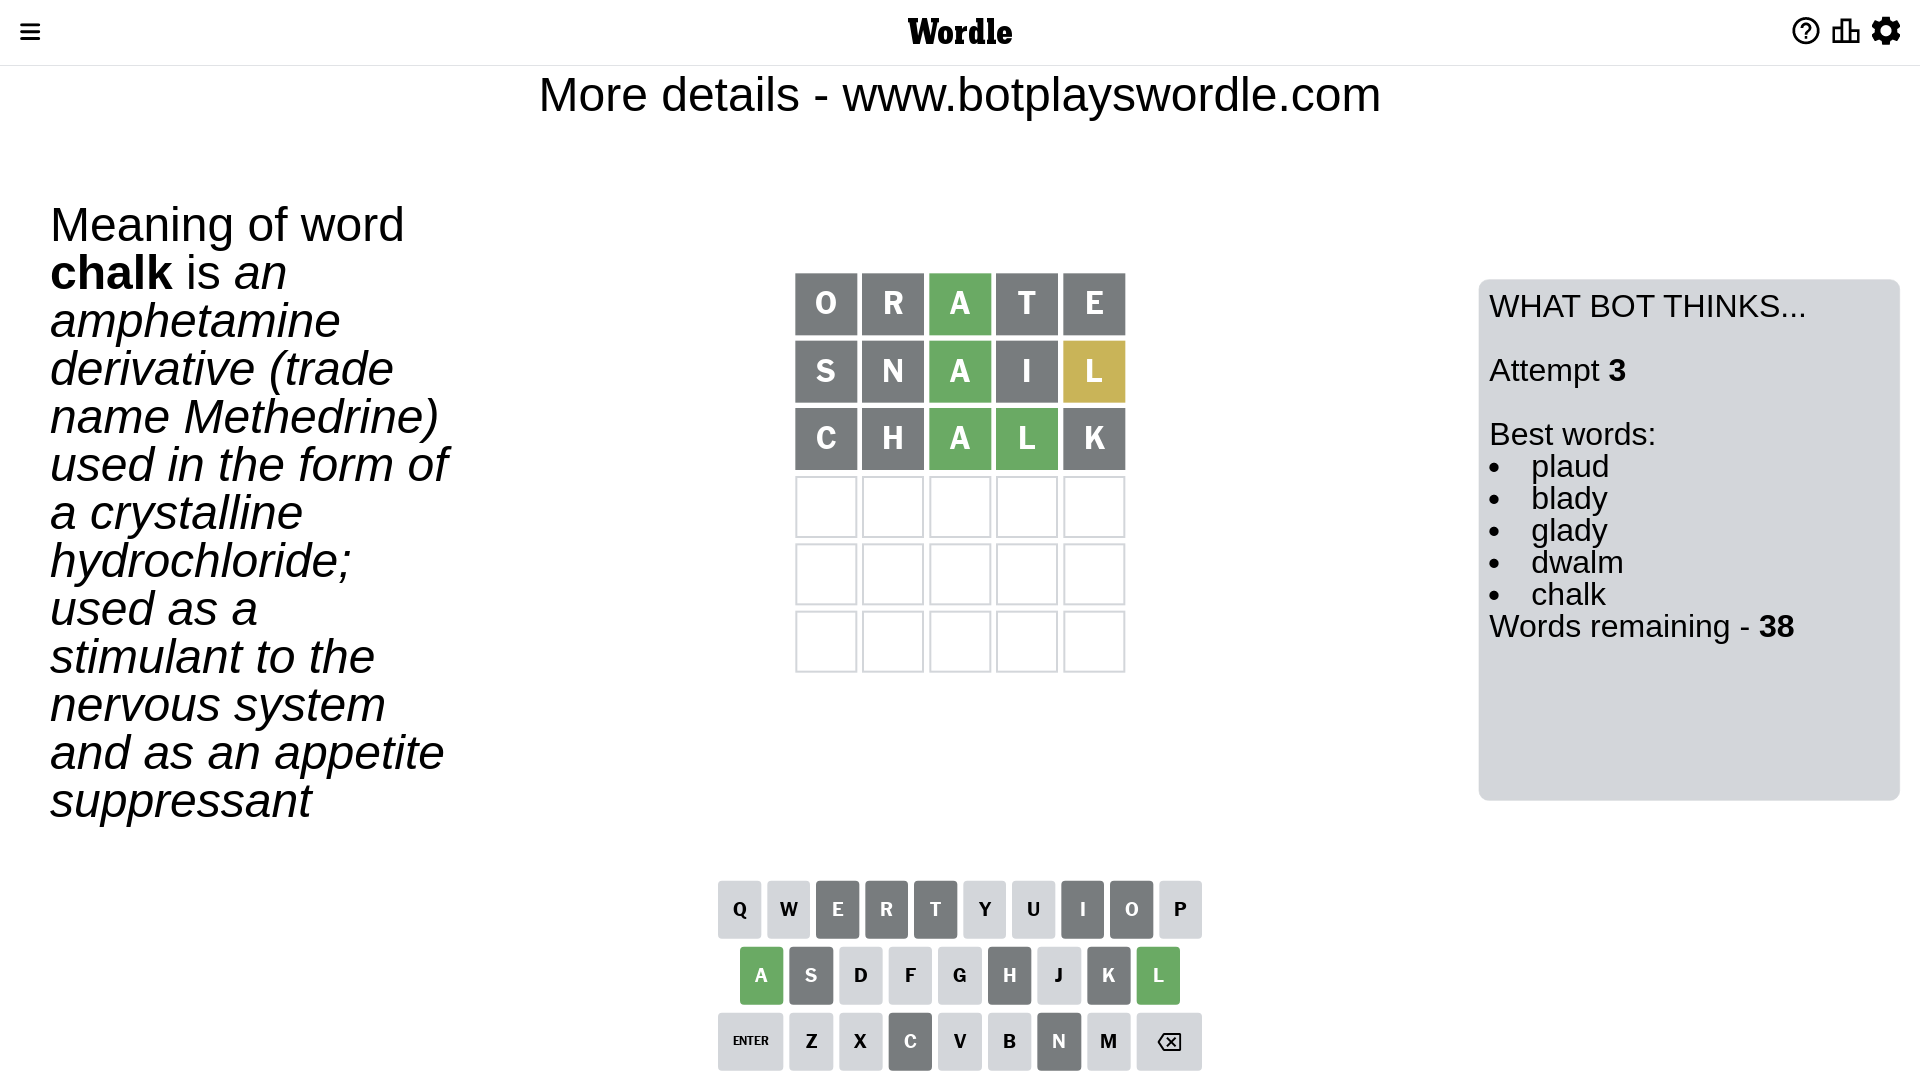 Wordle
More details - www.botplayswordle.com
Meaning of word
chalk is an
amphetamine
derivative (trade
name Methedrine)
used in the form of
a crystalline
hydrochloride;
used as a
stimulant to the
nervous system
and as an appetite
suppressant
O R A T E
S N A I L
C H A L K
WHAT BOT THINKS...
Attempt 3
Best words:
• plaud
• blady
• glady
• dwalm
• chalk
Words remaining - 38
Q W E R T Y U I O P
A S D F G H J K L
ENTER Z X C V B N M